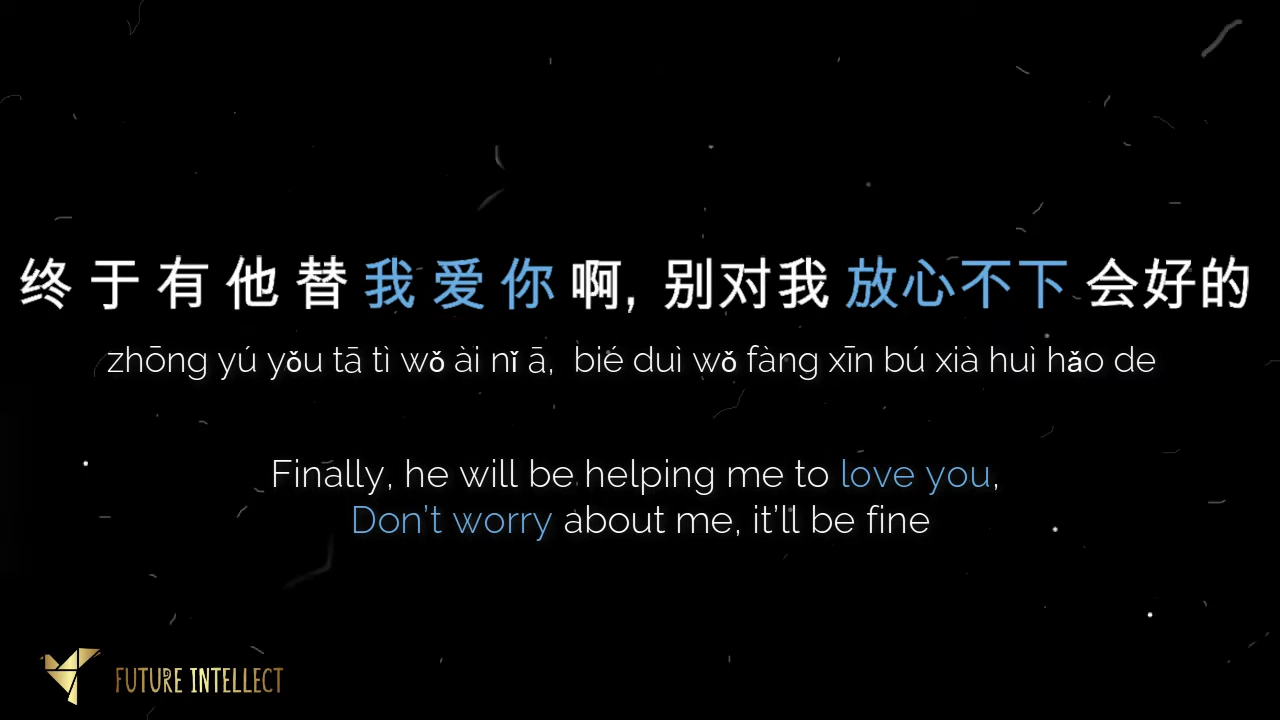 终于有他替我爱你啊, 别对我放心不下会好的
zhōng yú yǒu tā tì wǒ ài nǐ ā, bié duì wǒ fàng xīn bú xià huì hǎo de
Finally, he will be helping me to love you,
Don't worry about me, it'll be fine
FUTURE INTELLECT